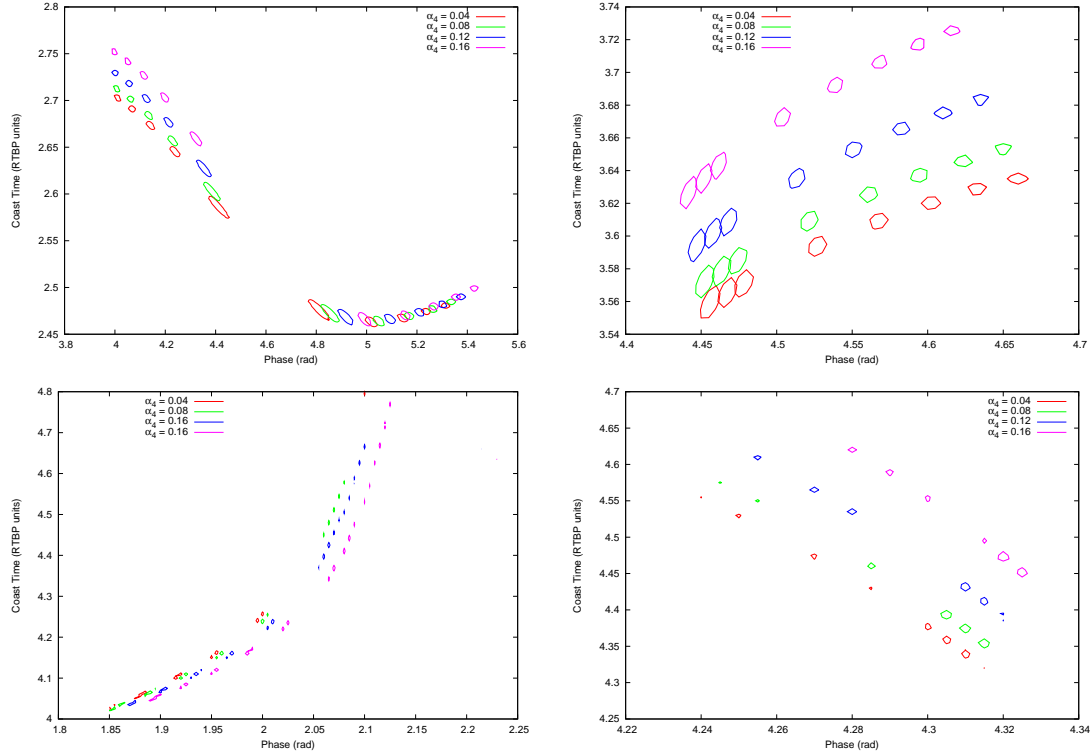 2.8
2.75
2.7
2.65
2.6
2.55
2.5
2.45
Coast Time (RTBP units)
α4 = 0.04
α4 = 0.08
α4 = 0.12
α4 = 0.16
3.8 4 4.2 4.4 4.6 4.8 5 5.2 5.4 5.6
Phase (rad)
3.74
3.72
3.7
3.68
3.66
3.64
3.62
3.6
3.58
3.56
3.54
Coast Time (RTBP units)
α4 = 0.04
α4 = 0.08
α4 = 0.12
α4 = 0.16
4.4 4.45 4.5 4.55 4.6 4.65 4.7
Phase (rad)
4.8
4.7
4.6
4.5
4.4
4.3
4.2
4.1
4
Coast Time (RTBP units)
α4 = 0.04
α4 = 0.08
α4 = 0.16
α4 = 0.16
1.8 1.85 1.9 1.95 2 2.05 2.1 2.15 2.2 2.25
Phase (rad)
4.7
4.65
4.6
4.55
4.5
4.45
4.4
4.35
4.3
4.25
Coast Time (RTBP units)
α4 = 0.04
α4 = 0.08
α4 = 0.12
α4 = 0.16
4.22 4.24 4.26 4.28 4.3 4.32 4.34
Phase (rad)